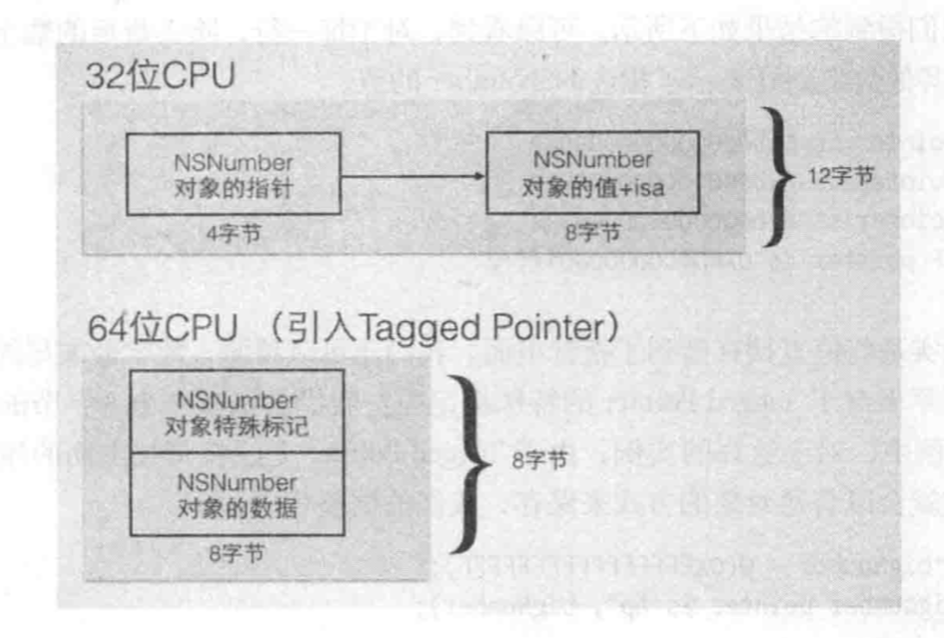 32位CPU
NSNumber
对象的指针
4字节
NSNumber
对象的值+isa
8字节
12字节
64位CPU （引入Tagged Pointer）
NSNumber
对象特殊标记
NSNumber
对象的数据
8字节
8字节